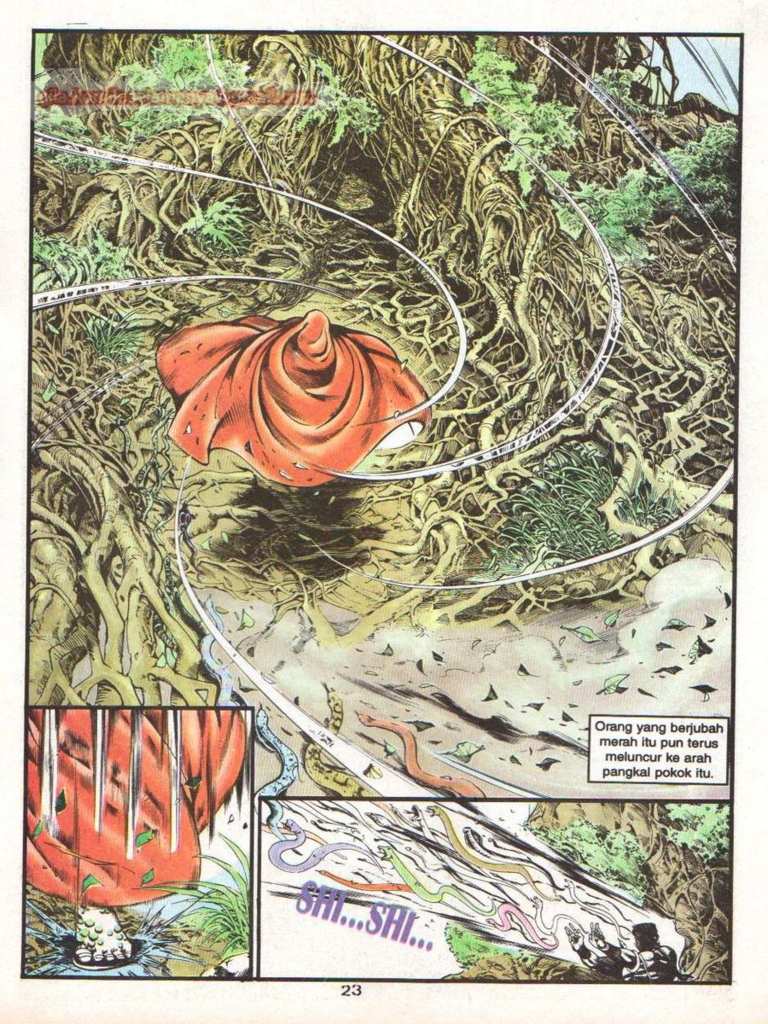 Orang yang berjubah
merah itu pun terus
meluncur ke arah
pangkal pokok itu.
SHI...SHI...
23